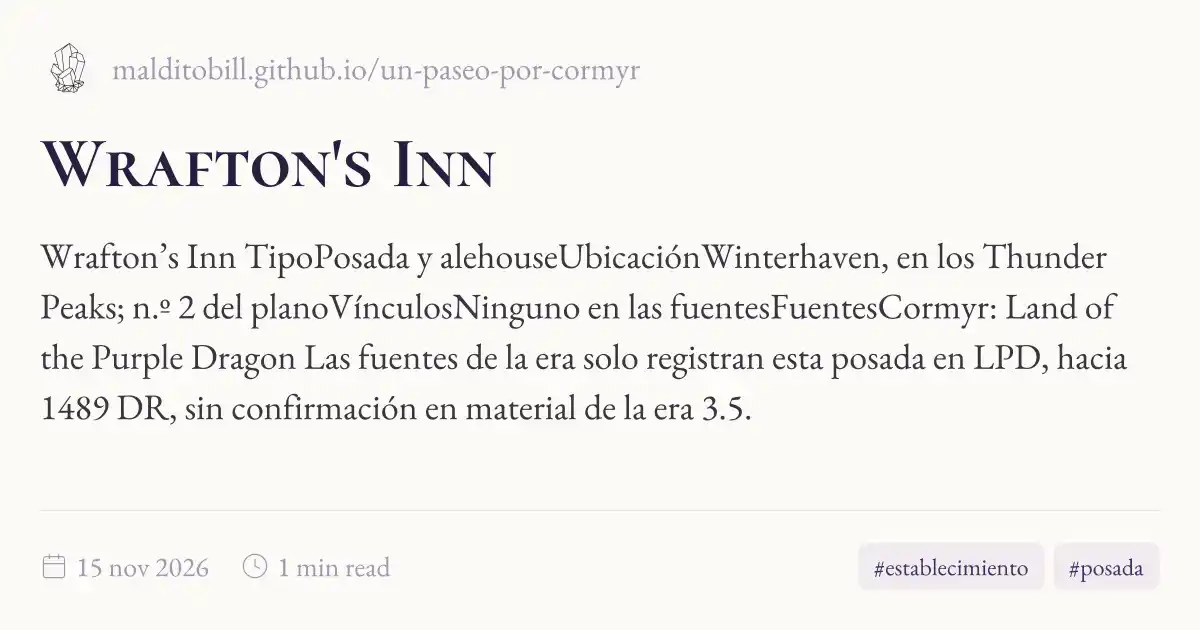 malditobill.github.io/un-paseo-por-cormyr
Wrafton's Inn
Wrafton’s Inn TipoPosada y alehouseUbicaciónWinterhaven, en los Thunder
Peaks; n.º 2 del planoVínculosNinguno en las fuentesFuentesCormyr: Land of
the Purple Dragon Las fuentes de la era solo registran esta posada en LPD, hacia
1489 DR, sin confirmación en material de la era 3.5.
15 nov 2026
1 min read
#establecimiento
#posada